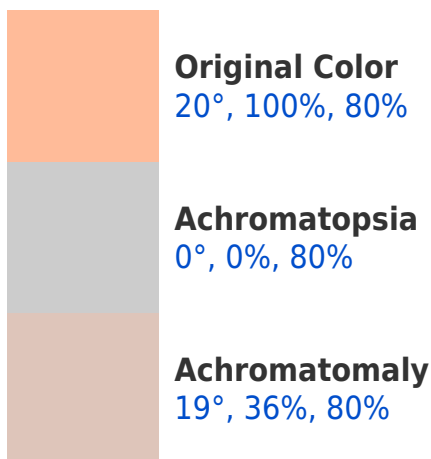 Original Color
20°, 100%, 80%
Achromatopsia
0°, 0%, 80%
Achromatomaly
19°, 36%, 80%